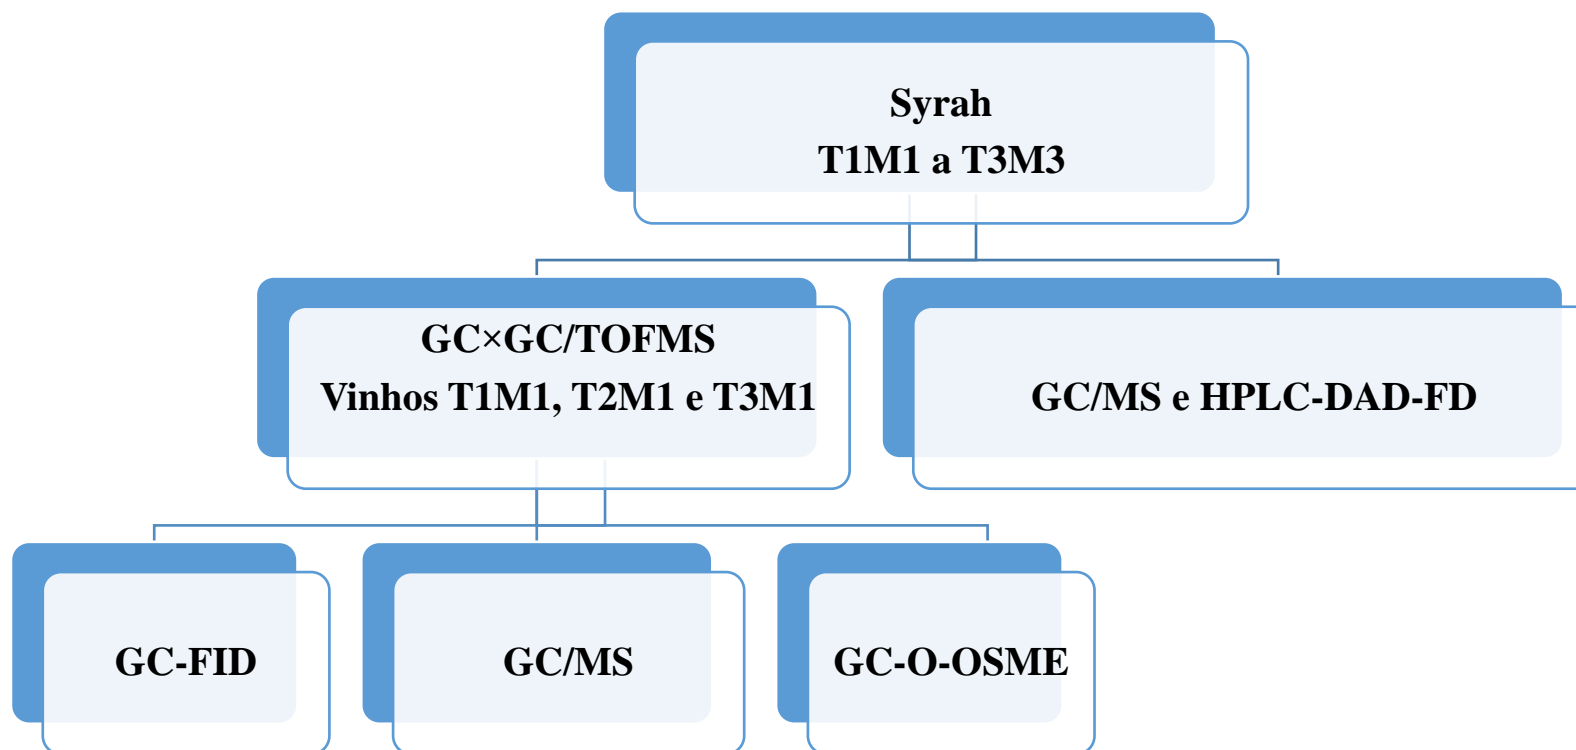 Syrah
T1M1 a T3M3
GC×GC/TOFMS
Vinhos T1M1, T2M1 e T3M1
GC/MS e HPLC-DAD-FD
GC-FID
GC/MS
GC-O-OSME